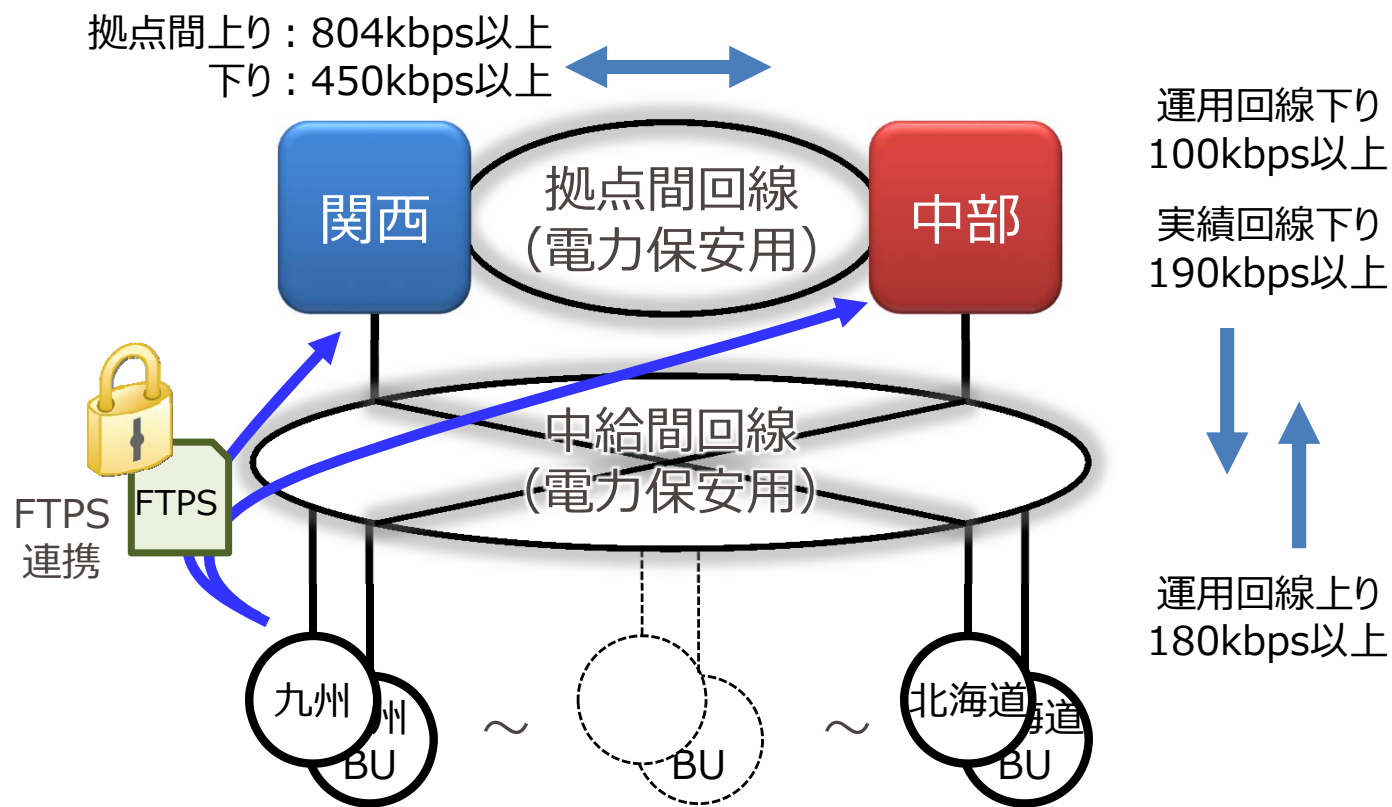 拠点間上り：804kbps以上
下り：450kbps以上
運用回線下り
100kbps以上
関西
拠点間回線
（電力保安用）
中部
実績回線下り
190kbps以上
中給間回線
（電力保安用）
FTPS
FTPS
連携
運用回線上り
180kbps以上
九州
州
BU
～
BU
～
北海道
海道
BU